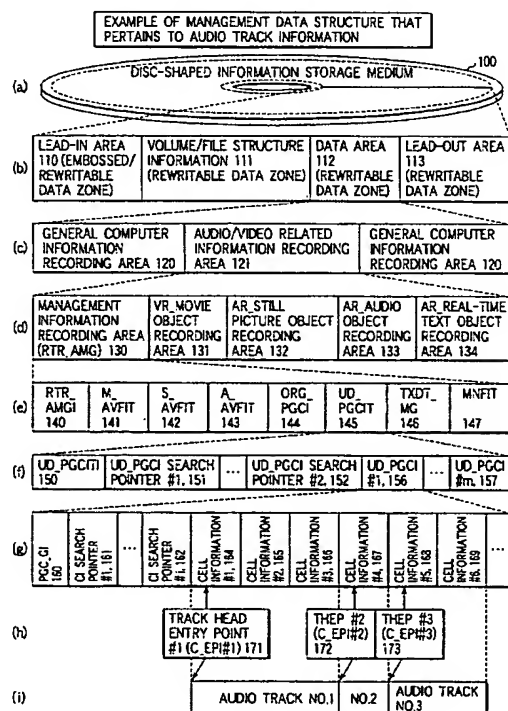 EXAMPLE OF MANAGEMENT DATA STRUCTURE THAT
PERTAINS TO AUDIO TRACK INFORMATION
100
(a)
DISC-SHAPED INFORMATION STORAGE MEDIUM
(b)
LEAD-IN AREA
110 (EMBOSSED/
REWRITABLE
DATA ZONE)
VOLUME/FILE STRUCTURE
INFORMATION 111
(REWRITABLE DATA ZONE)
DATA AREA
112
(REWRITABLE
DATA ZONE)
LEAD-OUT AREA
113
(REWRITABLE
DATA ZONE)
(c)
GENERAL COMPUTER
INFORMATION
RECORDING AREA 120
AUDIO/VIDEO RELATED
INFORMATION RECORDING
AREA 121
GENERAL COMPUTER
INFORMATION
RECORDING AREA 120
(d)
MANAGEMENT
INFORMATION
RECORDING AREA
(RTR_AMG) 130
VR_MOVIE
OBJECT
RECORDING
AREA 131
AR_STILL
PICTURE OBJECT
RECORDING
AREA 132
AR_AUDIO
OBJECT
RECORDING
AREA 133
AR_REAL-TIME
TEXT OBJECT
RECORDING
AREA 134
(e)
RTR_
AMGI
140
M_
AVFIT
141
S_
AVFIT
142
A_
AVFIT
143
ORG_
PGCI
144
UD_
PGCIT
145
TXDT_
MG
146
MNFIT
147
(f)
UD_PGCITI
150
UD_PGCI SEARCH
POINTER #1, 151
...
UD_PGCI SEARCH
POINTER #2, 152
UD_PGCI
#1, 156
...
UD_PGCI
#m, 157
(g)
PGC_GI
160
CI SEARCH
POINTER
#1, 161
...
CI SEARCH
POINTER
#i, 162
CELL
INFORMATION
#1, 164
CELL
INFORMATION
#2, 165
CELL
INFORMATION
#3, 166
CELL
INFORMATION
#4, 167
CELL
INFORMATION
#5, 168
CELL
INFORMATION
#6, 169
...
(h)
TRACK HEAD
ENTRY POINT
#1 (C_EPI#1) 171
THEP #2
(C_EPI#2)
172
THEP #3
(C_EPI#3)
173
(i)
AUDIO TRACK NO.1
NO.2
AUDIO TRACK
NO.3